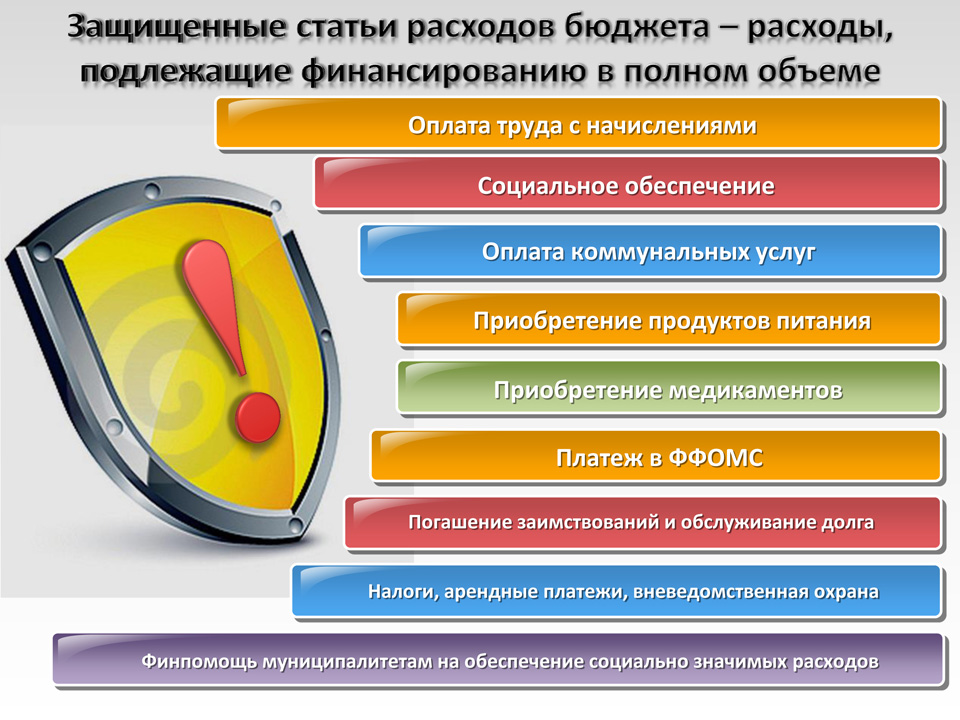 Защищенные статьи расходов бюджета – расходы,
подлежащие финансированию в полном объеме
Оплата труда с начислениями
Социальное обеспечение
Оплата коммунальных услуг
Приобретение продуктов питания
Приобретение медикаментов
Платеж в ФФОМС
Погашение заимствований и обслуживание долга
Налоги, арендные платежи, вневедомственная охрана
Финпомощь муниципалитетам на обеспечение социально значимых расходов